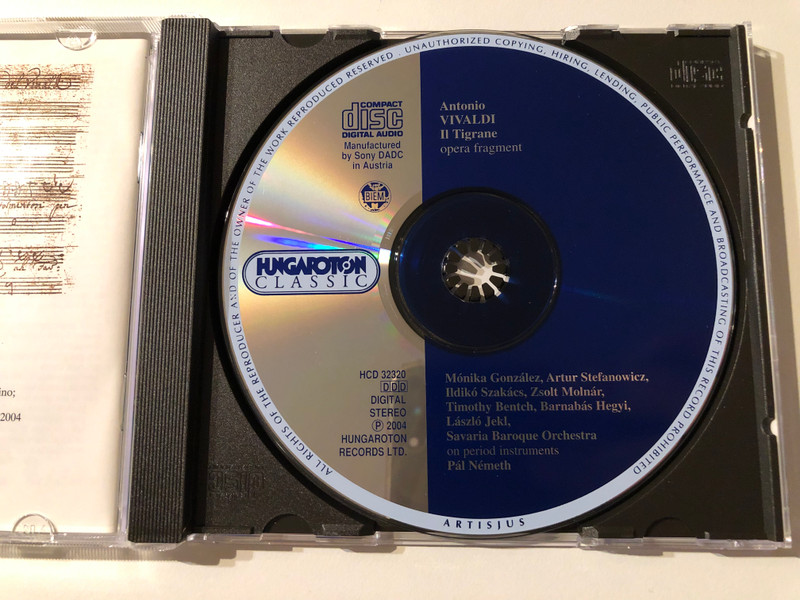 ino;
2004
ALL RIGHTS OF THE REPRODUCER AND OF THE OWNER OF THE WORK REPRODUCED RESERVED . UNAUTHORIZED COPYING, HIRING, LENDING, PUBLIC PERFORMANCE AND BROADCASTING OF THIS RECORD PROHIBITED
COMPACT
disc
DIGITAL AUDIO
Manufactured
by Sony DADC
in Austria
BIEM
HUNGAROTON
CLASSIC
HCD 32320
DDD
DIGITAL
STEREO
Ⓟ 2004
HUNGAROTON
RECORDS LTD.
Antonio
VIVALDI
Il Tigrane
opera fragment
Mónika González, Artur Stefanowicz,
Ildikó Szakács, Zsolt Molnár,
Timothy Bentch, Barnabás Hegyi,
László Jekl,
Savaria Baroque Orchestra
on period instruments
Pál Németh
ARTISJUS
disc